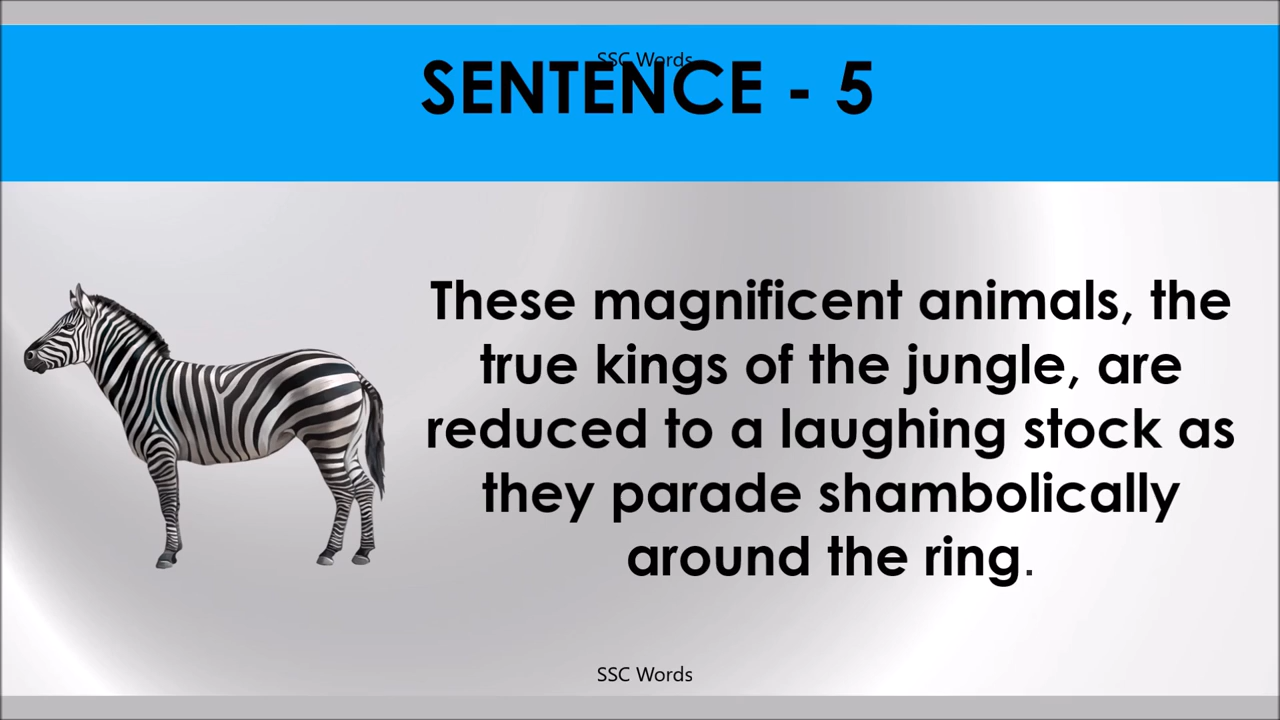 SSC Words
SENTENCE - 5
These magnificent animals, the
true kings of the jungle, are
reduced to a laughing stock as
they parade shambolically
around the ring.
SSC Words